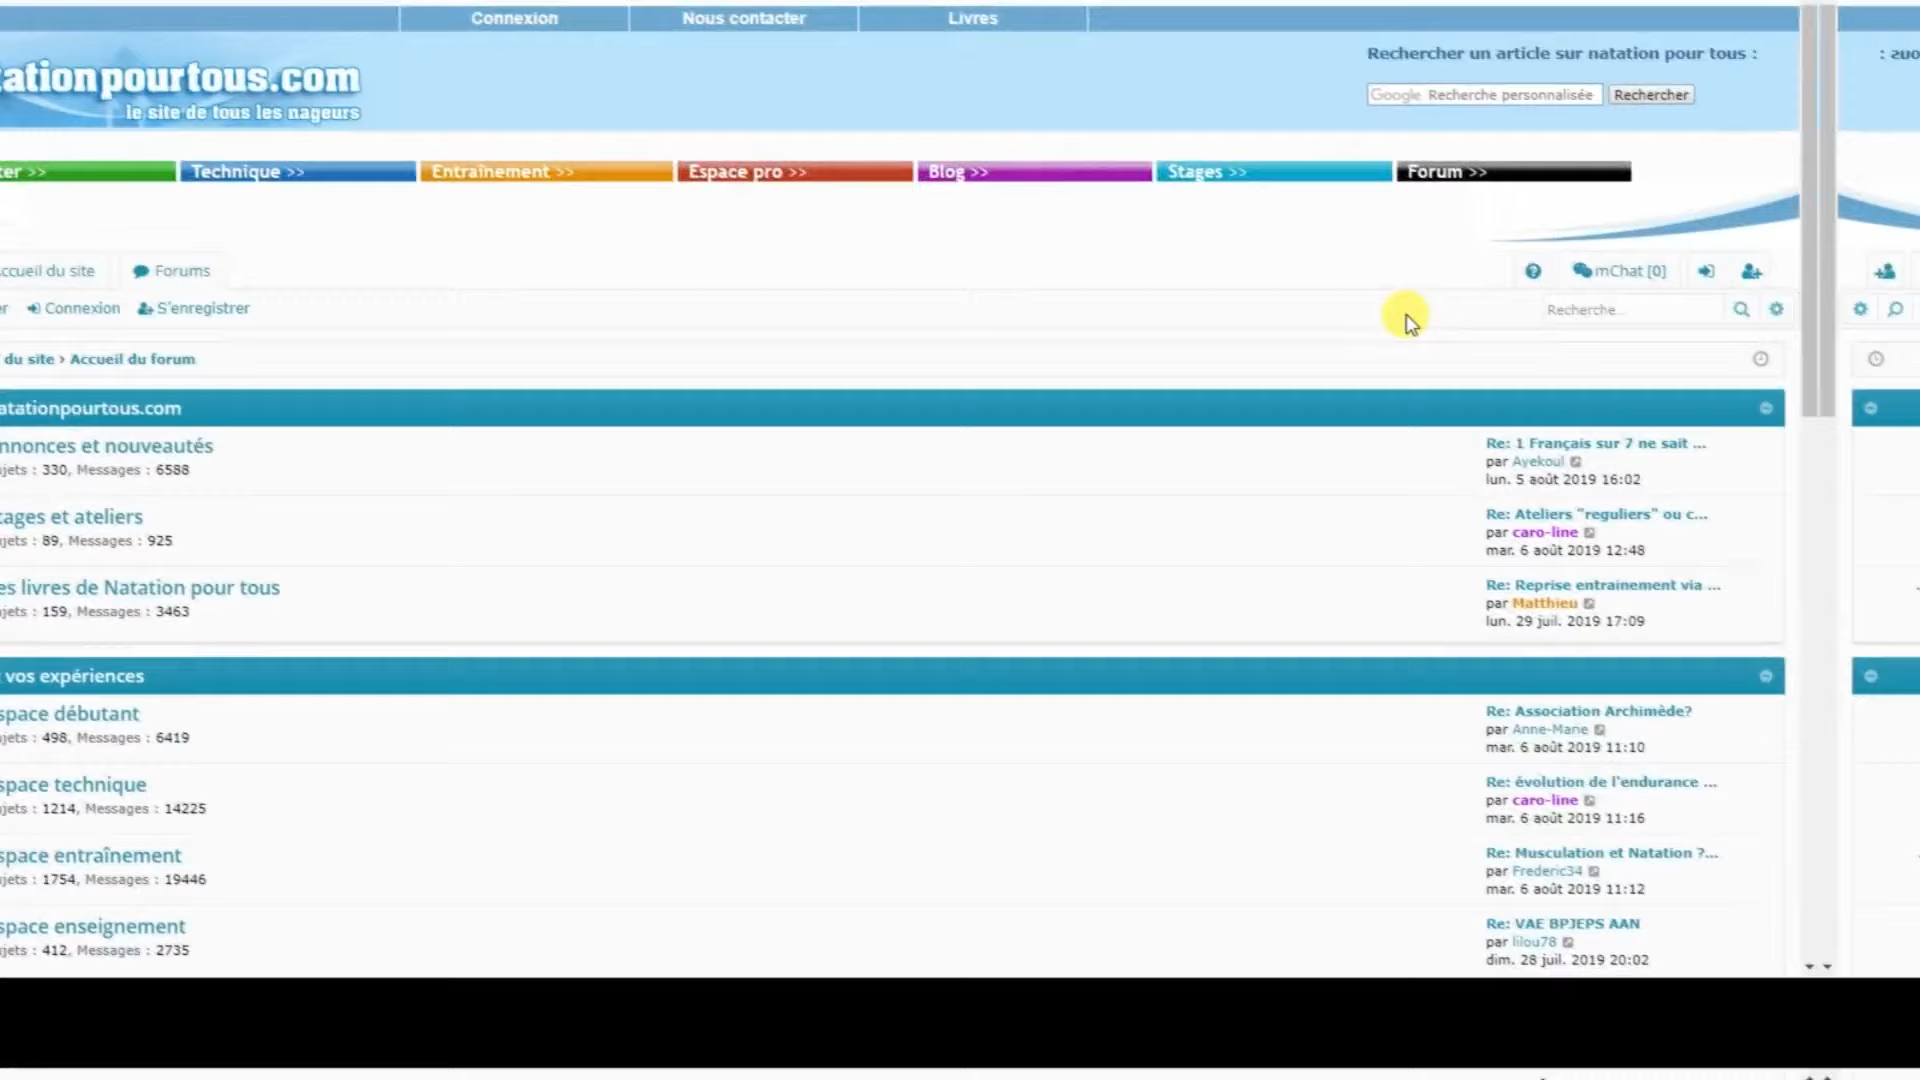 Connexion Nous contacter Livres
Rechercher un article sur natation pour tous :
ationpourtous.com
Google Recherche personnalisée Rechercher
le site de tous les nageurs
ter >> Technique >> Entraînement >> Espace pro >> Blog >> Stages >> Forum >>
ccueil du site Forums mChat [0]
er Connexion S'enregistrer Recherche...
du site › Accueil du forum
atationpourtous.com
nnonces et nouveautés
jets : 330, Messages : 6588
Re: 1 Français sur 7 ne sait ...
par Ayekoul
lun. 5 août 2019 16:02
tages et ateliers
jets : 89, Messages : 925
Re: Ateliers "reguliers" ou c...
par caro-line
mar. 6 août 2019 12:48
es livres de Natation pour tous
jets : 159, Messages : 3463
Re: Reprise entrainement via ...
par Matthieu
lun. 29 juil. 2019 17:09
vos expériences
space débutant
jets : 498, Messages : 6419
Re: Association Archimède?
par Anne-Marie
mar. 6 août 2019 11:10
space technique
jets : 1214, Messages : 14225
Re: évolution de l'endurance ...
par caro-line
mar. 6 août 2019 11:16
space entraînement
jets : 1754, Messages : 19446
Re: Musculation et Natation ?...
par Frederic34
mar. 6 août 2019 11:12
space enseignement
jets : 412, Messages : 2735
Re: VAE BPJEPS AAN
par lilou78
dim. 28 juil. 2019 20:02